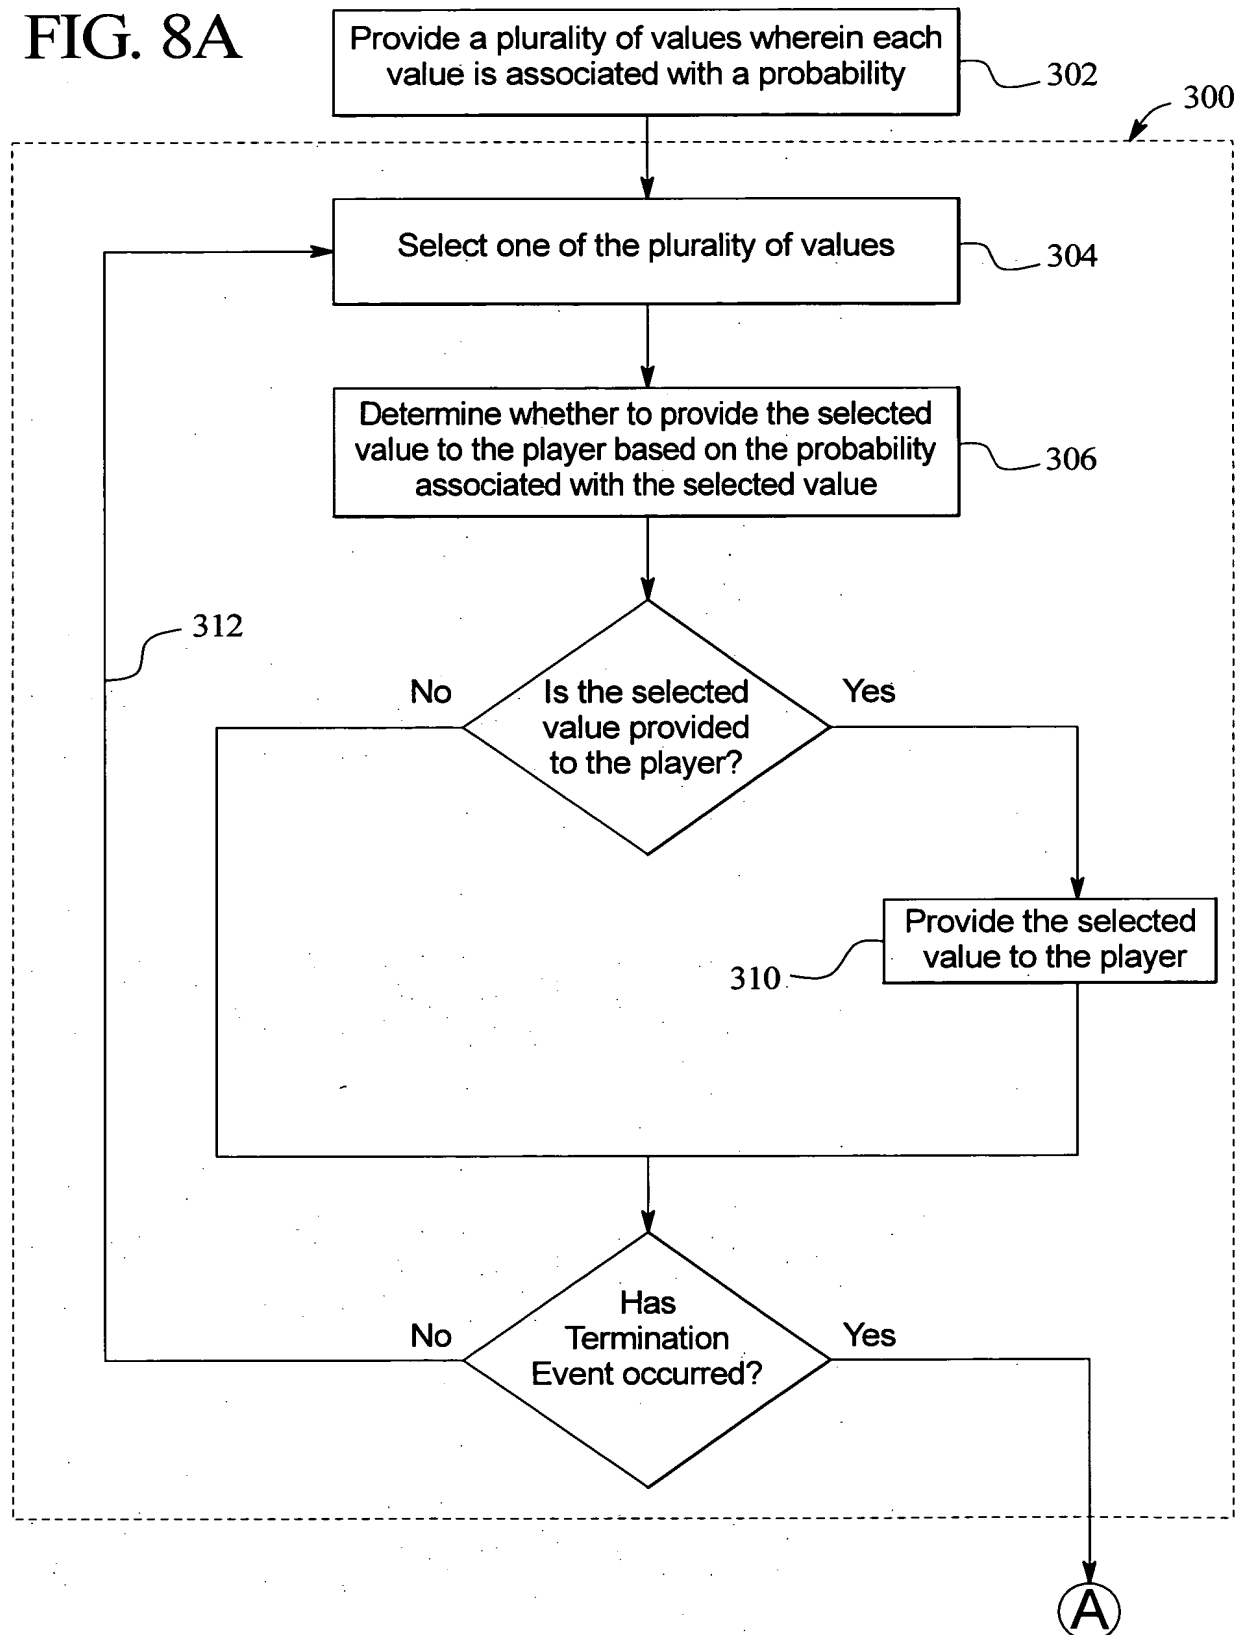 FIG. 8A
Provide a plurality of values wherein each
value is associated with a probability
302
300
Select one of the plurality of values
304
Determine whether to provide the selected
value to the player based on the probability
associated with the selected value
306
312
No
Is the selected
value provided
to the player?
Yes
Provide the selected
value to the player
310
No
Has
Termination
Event occurred?
Yes
A